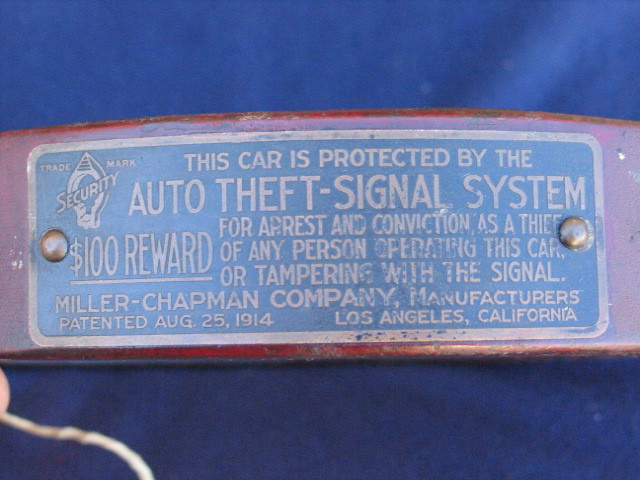 TRADE MARK
SECURITY
THIS CAR IS PROTECTED BY THE
AUTO THEFT-SIGNAL SYSTEM
$100 REWARD
FOR ARREST AND CONVICTION, AS A THIEF
OF ANY PERSON OPERATING THIS CAR,
OR TAMPERING WITH THE SIGNAL.
MILLER-CHAPMAN COMPANY, MANUFACTURERS
PATENTED AUG. 25, 1914 LOS ANGELES, CALIFORNIA